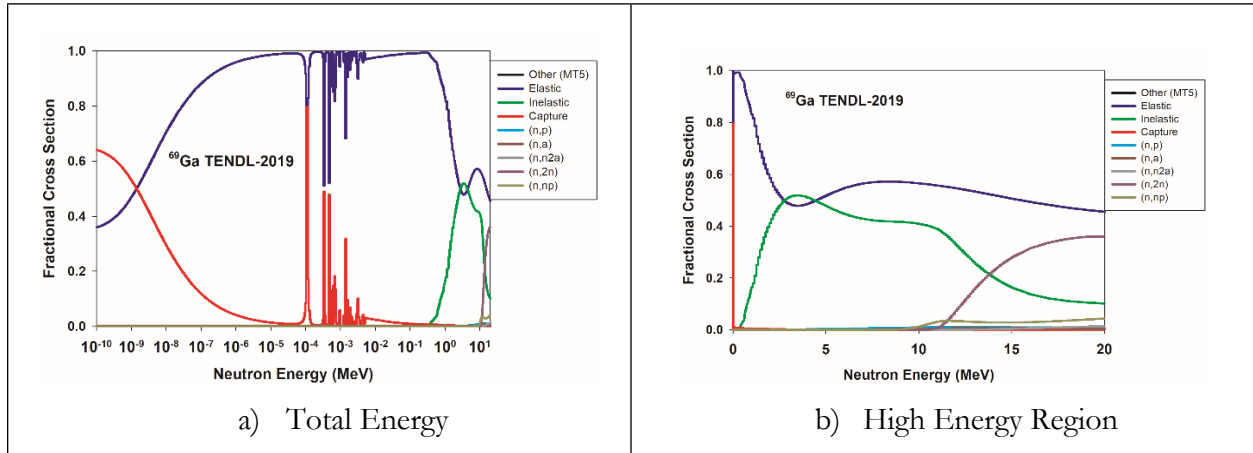 1.0
0.8
0.6
0.4
0.2
0.0
Fractional Cross Section
⁶⁹Ga TENDL-2019
10⁻¹⁰ 10⁻⁹ 10⁻⁸ 10⁻⁷ 10⁻⁶ 10⁻⁵ 10⁻⁴ 10⁻³ 10⁻² 10⁻¹ 10⁰ 10¹
Neutron Energy (MeV)
Other (MT5)
Elastic
Inelastic
Capture
(n,p)
(n,a)
(n,n2a)
(n,2n)
(n,np)
a) Total Energy
1.0
0.8
0.6
0.4
0.2
0.0
Fractional Cross Section
⁶⁹Ga TENDL-2019
0 5 10 15 20
Neutron Energy (MeV)
Other (MT5)
Elastic
Inelastic
Capture
(n,p)
(n,a)
(n,n2a)
(n,2n)
(n,np)
b) High Energy Region